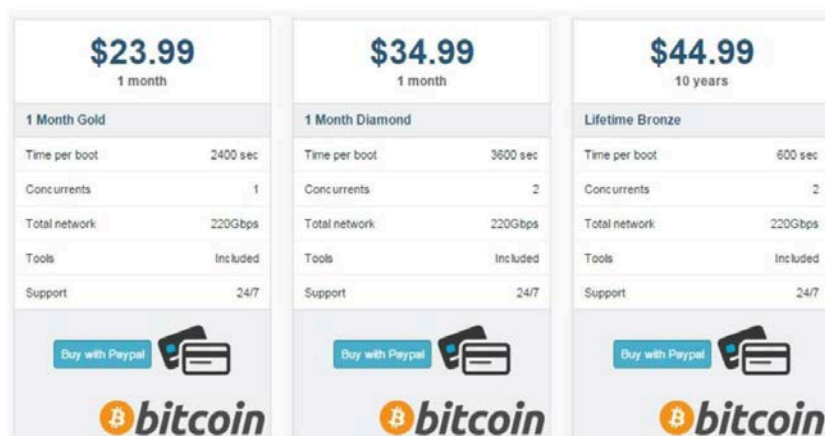 $23.99
1 month
1 Month Gold
Time per boot 2400 sec
Concurrents 1
Total network 220Gbps
Tools Included
Support 24/7
Buy with Paypal
bitcoin
$34.99
1 month
1 Month Diamond
Time per boot 3600 sec
Concurrents 2
Total network 220Gbps
Tools Included
Support 24/7
Buy with Paypal
bitcoin
$44.99
10 years
Lifetime Bronze
Time per boot 600 sec
Concurrents 2
Total network 220Gbps
Tools Included
Support 24/7
Buy with Paypal
bitcoin